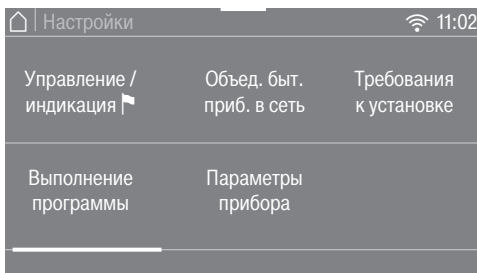 Настройки 11:02
Управление / Объед. быт. Требования
индикация приб. в сеть к установке
Выполнение Параметры
программы прибора